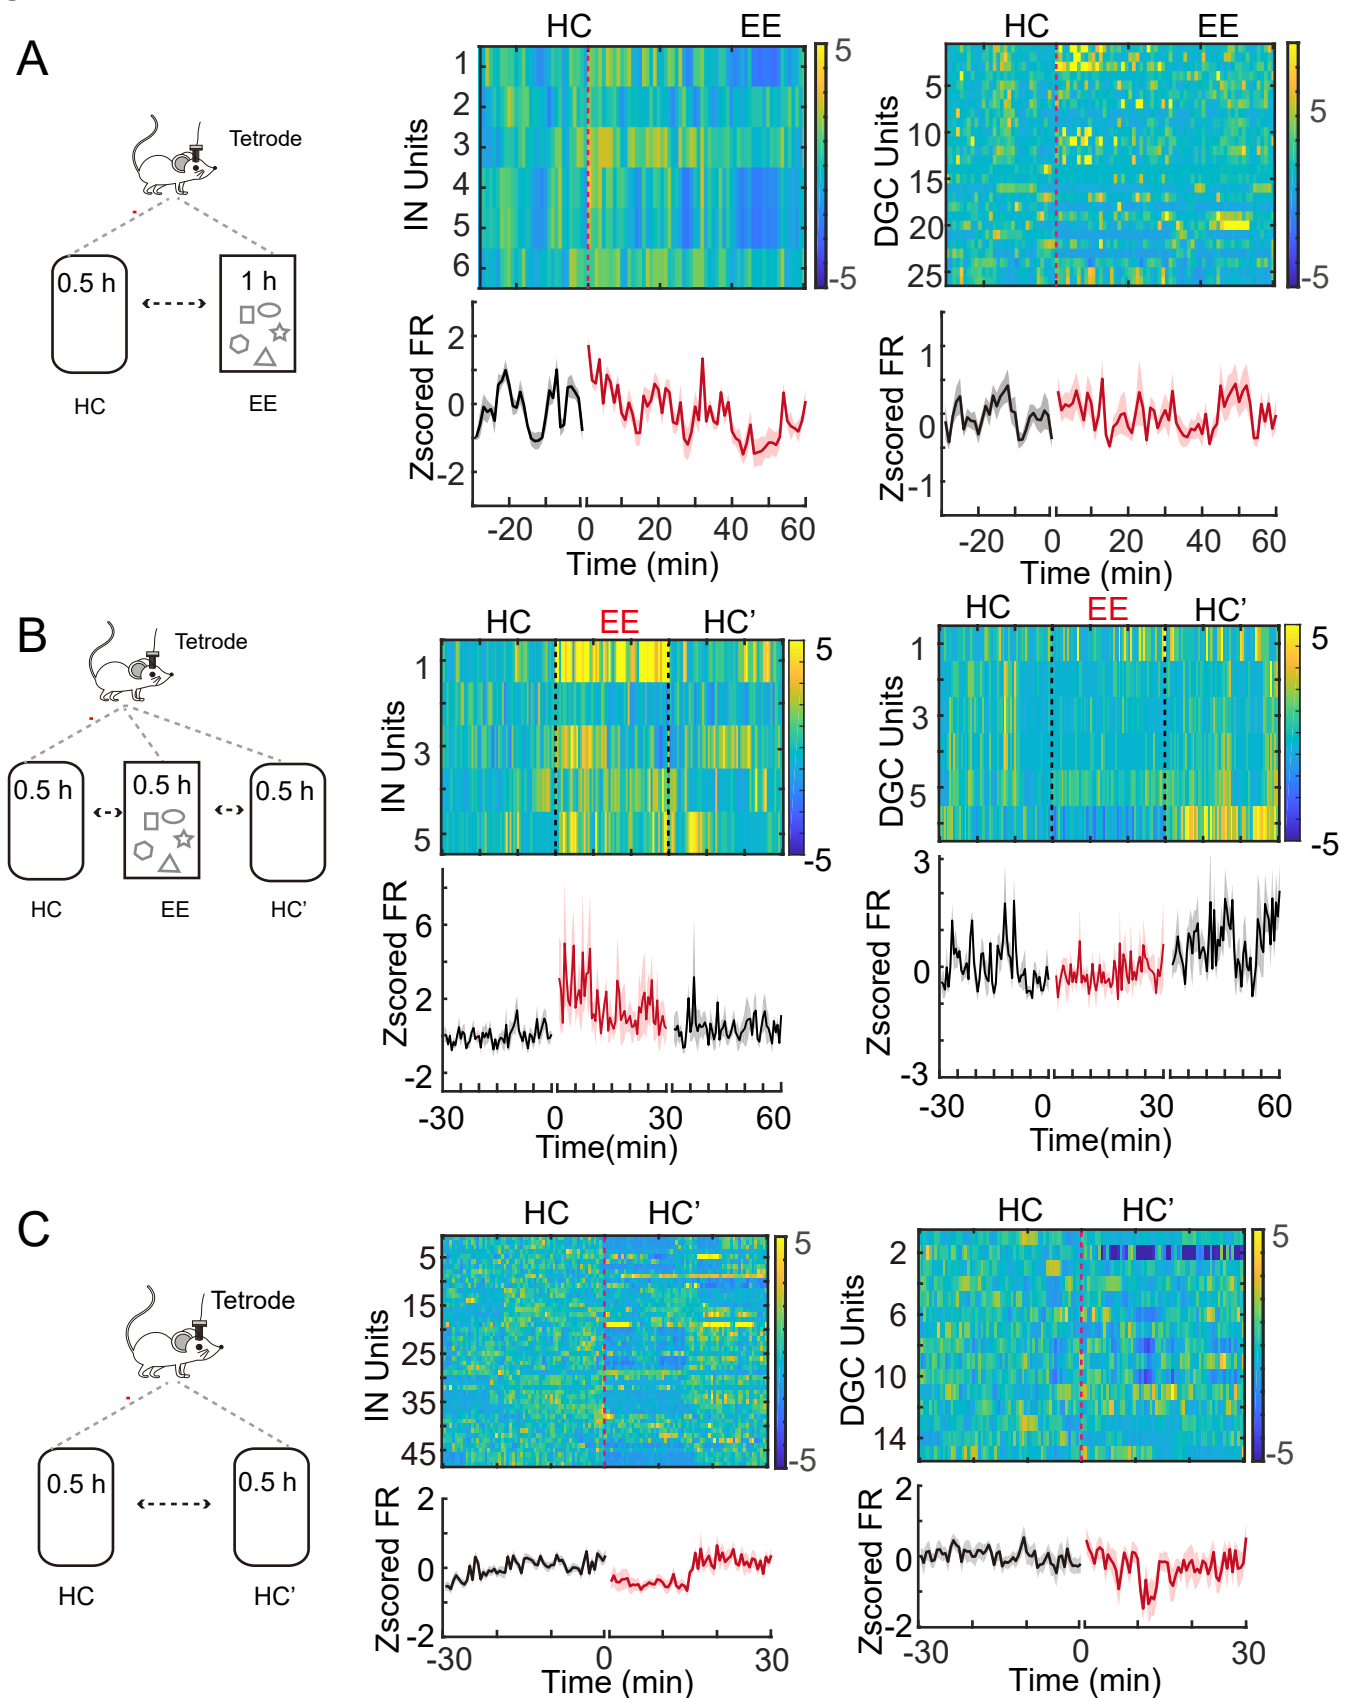 A
Tetrode
0.5 h
1 h
HC
EE
HC
EE
IN Units
1
2
3
4
5
6
5
-5
Zscored FR
2
0
-2
-20
0
20
40
60
Time (min)
HC
EE
DGC Units
5
10
15
20
25
5
-5
Zscored FR
1
0
-1
-20
0
20
40
60
Time (min)
B
Tetrode
0.5 h
0.5 h
0.5 h
HC
EE
HC’
HC
EE
HC’
IN Units
1
3
5
5
-5
Zscored FR
6
2
-2
-30
0
30
60
Time(min)
HC
EE
HC’
DGC Units
1
3
5
5
-5
Zscored FR
3
0
-3
-30
0
30
60
Time(min)
C
Tetrode
0.5 h
0.5 h
HC
HC’
HC
HC’
IN Units
5
15
25
35
45
5
-5
Zscored FR
2
0
-2
-30
0
30
Time (min)
HC
HC’
DGC Units
2
6
10
14
5
-5
Zscored FR
2
0
-2
-30
0
30
Time (min)